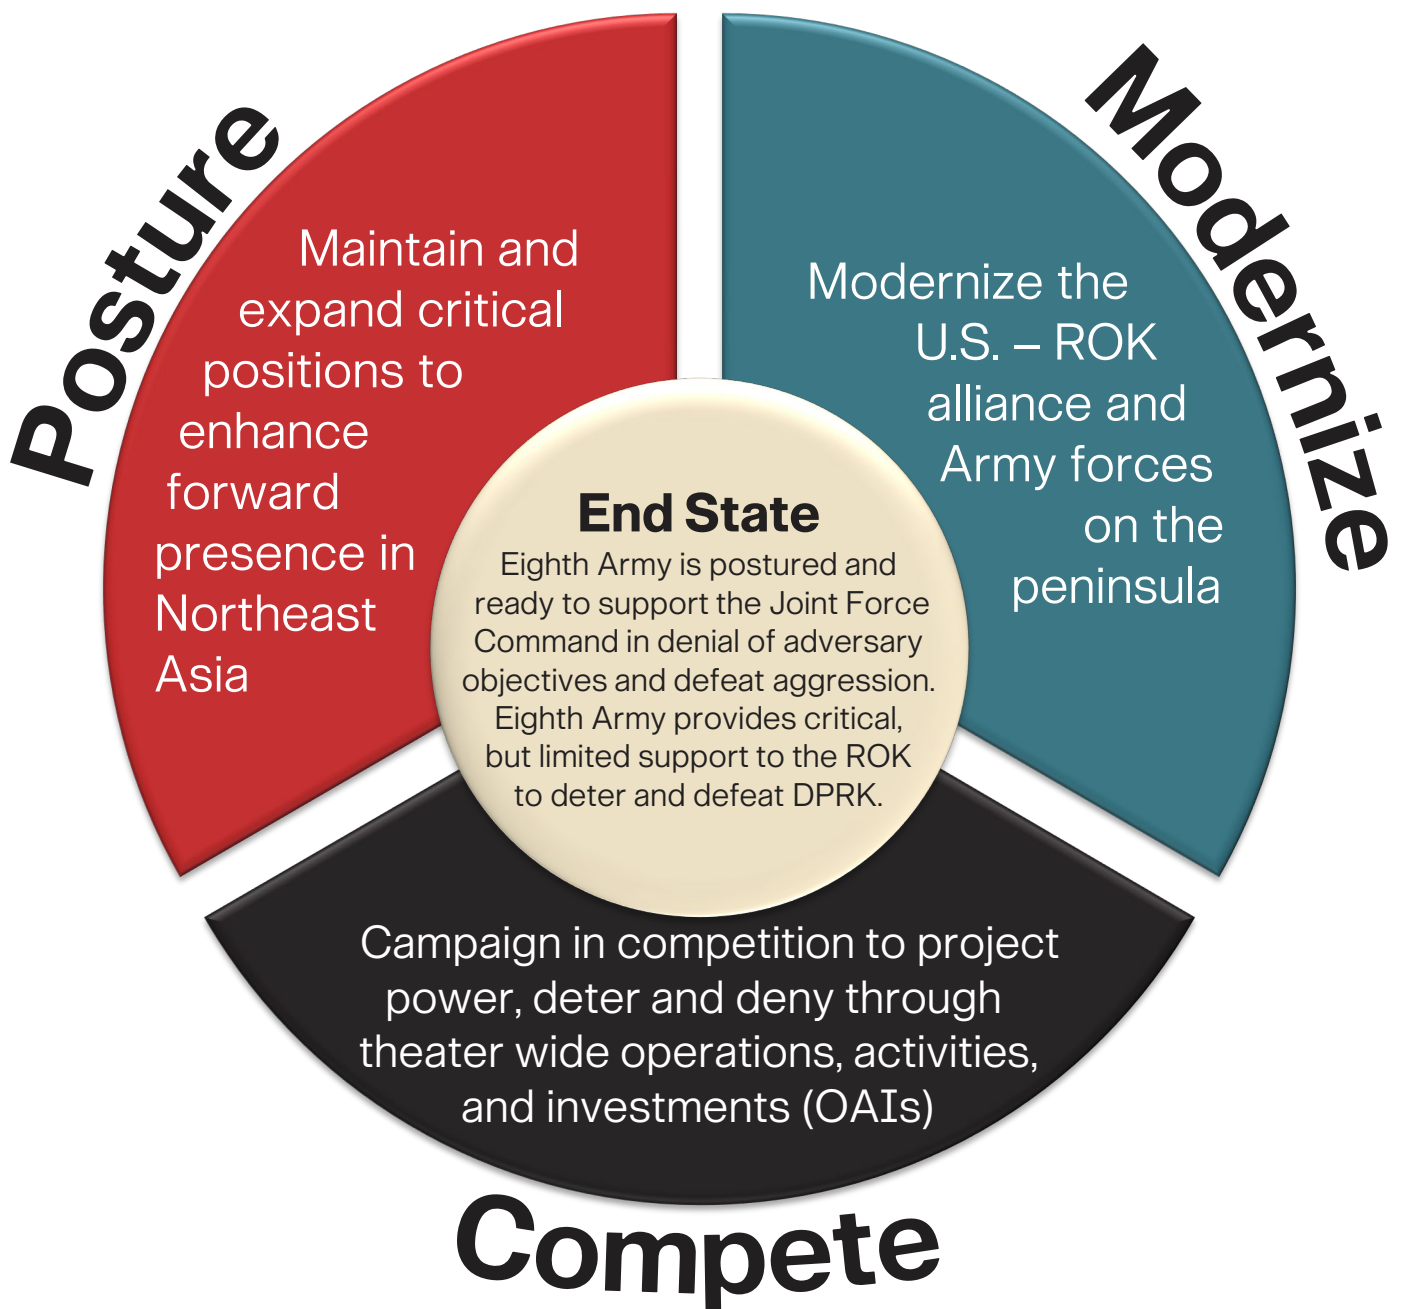 Posture
Maintain and
expand critical
positions to
enhance
forward
presence in
Northeast
Asia
Modernize
Modernize the
U.S. – ROK
alliance and
Army forces
on the
peninsula
End State
Eighth Army is postured and
ready to support the Joint Force
Command in denial of adversary
objectives and defeat aggression.
Eighth Army provides critical,
but limited support to the ROK
to deter and defeat DPRK.
Campaign in competition to project
power, deter and deny through
theater wide operations, activities,
and investments (OAIs)
Compete